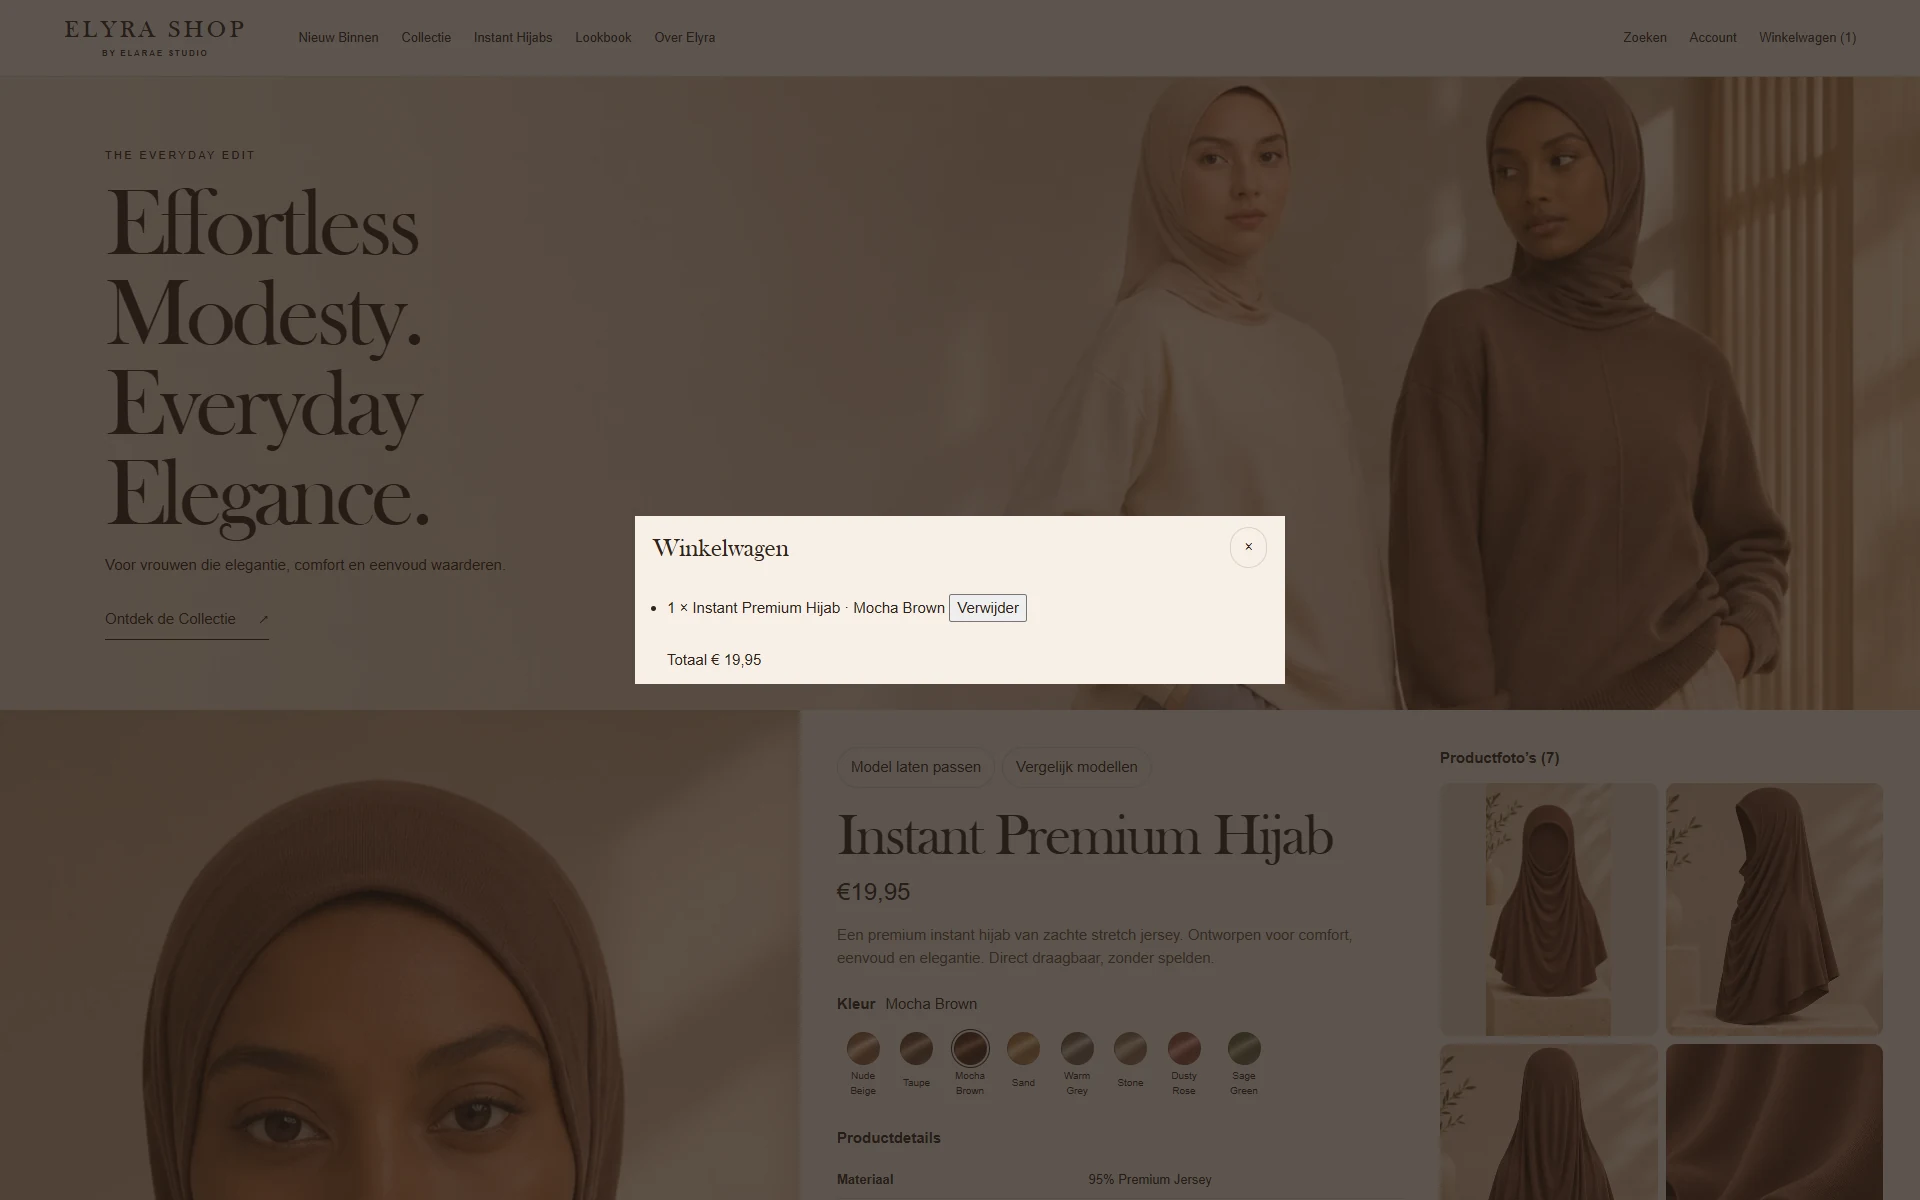 ELYRA SHOP
BY ELARAE STUDIO
Nieuw Binnen
Collectie
Instant Hijabs
Lookbook
Over Elyra
Zoeken
Account
Winkelwagen (1)
THE EVERYDAY EDIT
Effortless
Modesty.
Everyday
Elegance.
Voor vrouwen die elegantie, comfort en eenvoud waarderen.
Ontdek de Collectie ↗
Winkelwagen
×
• 1 × Instant Premium Hijab · Mocha Brown Verwijder
Totaal € 19,95
Model laten passen
Vergelijk modellen
Instant Premium Hijab
€19,95
Een premium instant hijab van zachte stretch jersey. Ontworpen voor comfort,
eenvoud en elegantie. Direct draagbaar, zonder spelden.
Kleur Mocha Brown
Nude
Beige
Taupe
Mocha
Brown
Sand
Warm
Grey
Stone
Dusty
Rose
Sage
Green
Productdetails
Materiaal 95% Premium Jersey
Productfoto's (7)